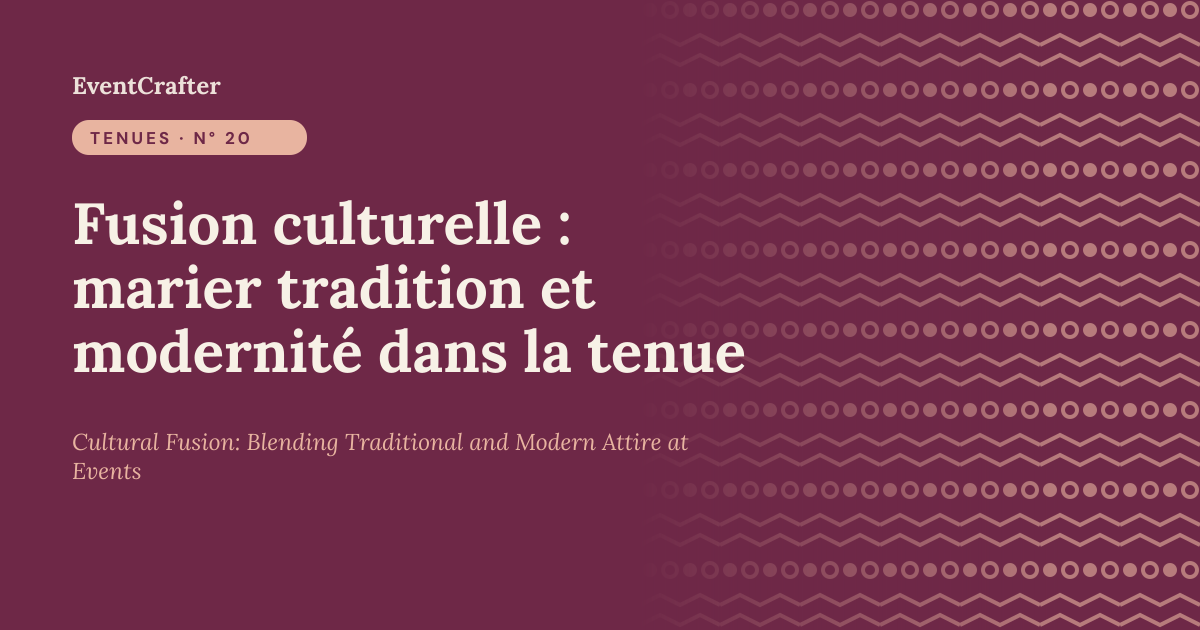 EventCrafter
TENUES · N° 20
Fusion culturelle :
marier tradition et
modernité dans la tenue
Cultural Fusion: Blending Traditional and Modern Attire at
Events